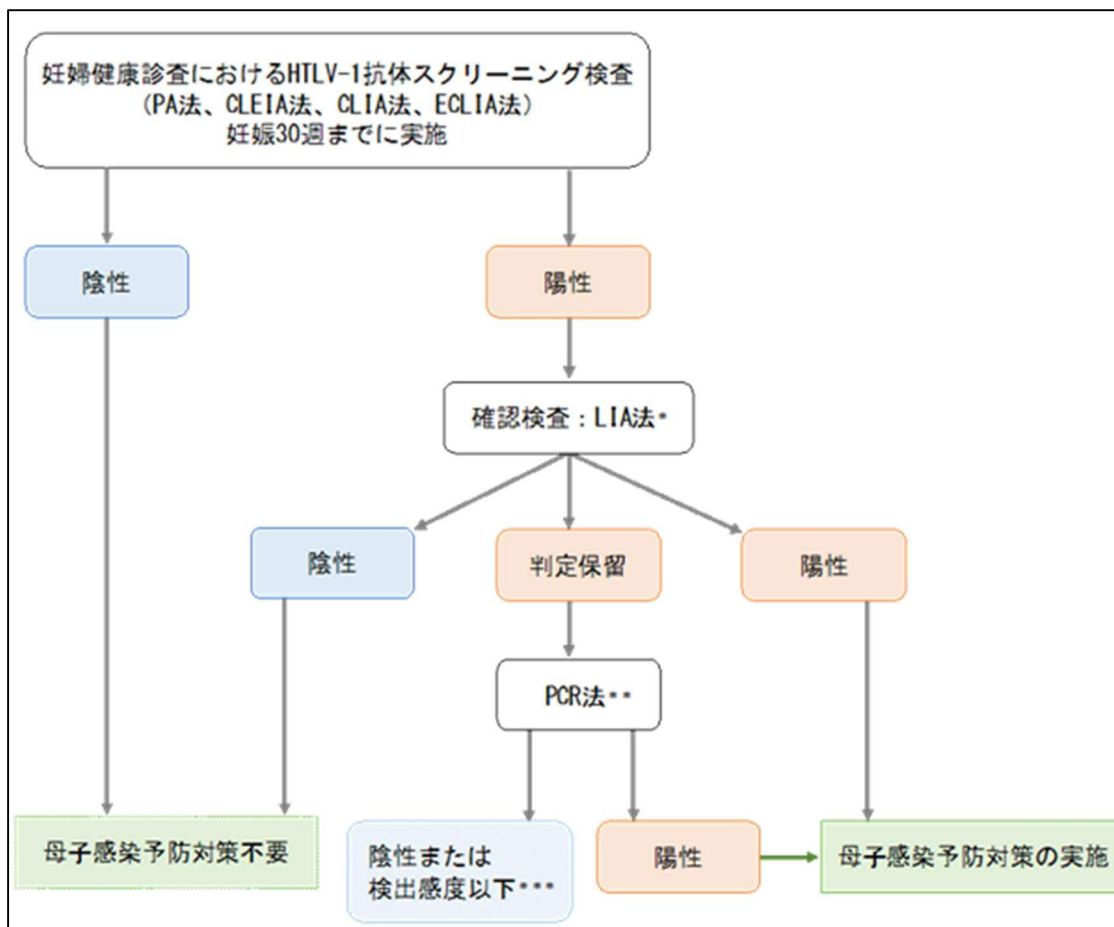 妊婦健康診査におけるHTLV-1抗体スクリーニング検査
(PA法、CLEIA法、CLIA法、ECLIA法)
妊娠30週までに実施
陰性
陽性
確認検査：LIA法*
陰性
判定保留
陽性
PCR法**
母子感染予防対策不要
陰性または
検出感度以下***
陽性
母子感染予防対策の実施